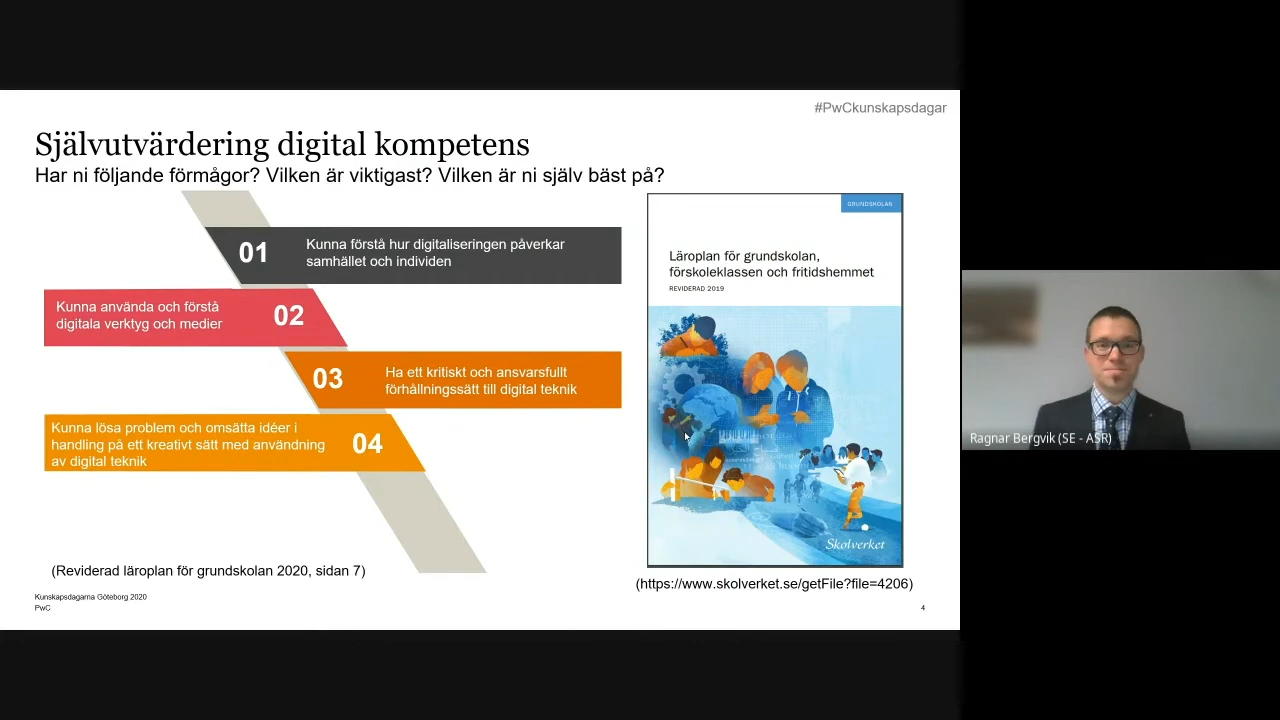 #PwCkunskapsdagar
Självutvärdering digital kompetens
Har ni följande förmågor? Vilken är viktigast? Vilken är ni själv bäst på?
01
Kunna förstå hur digitaliseringen påverkar
samhället och individen
Kunna använda och förstå
digitala verktyg och medier
02
03
Ha ett kritiskt och ansvarsfullt
förhållningssätt till digital teknik
Kunna lösa problem och omsätta idéer i
handling på ett kreativt sätt med användning
av digital teknik
04
(Reviderad läroplan för grundskolan 2020, sidan 7)
Kunskapsdagarna Göteborg 2020
PwC
GRUNDSKOLAN
Läroplan för grundskolan,
förskoleklassen och fritidshemmet
REVIDERAD 2019
Skolverket
(https://www.skolverket.se/getFile?file=4206)
4
Ragnar Bergvik (SE - ASR)